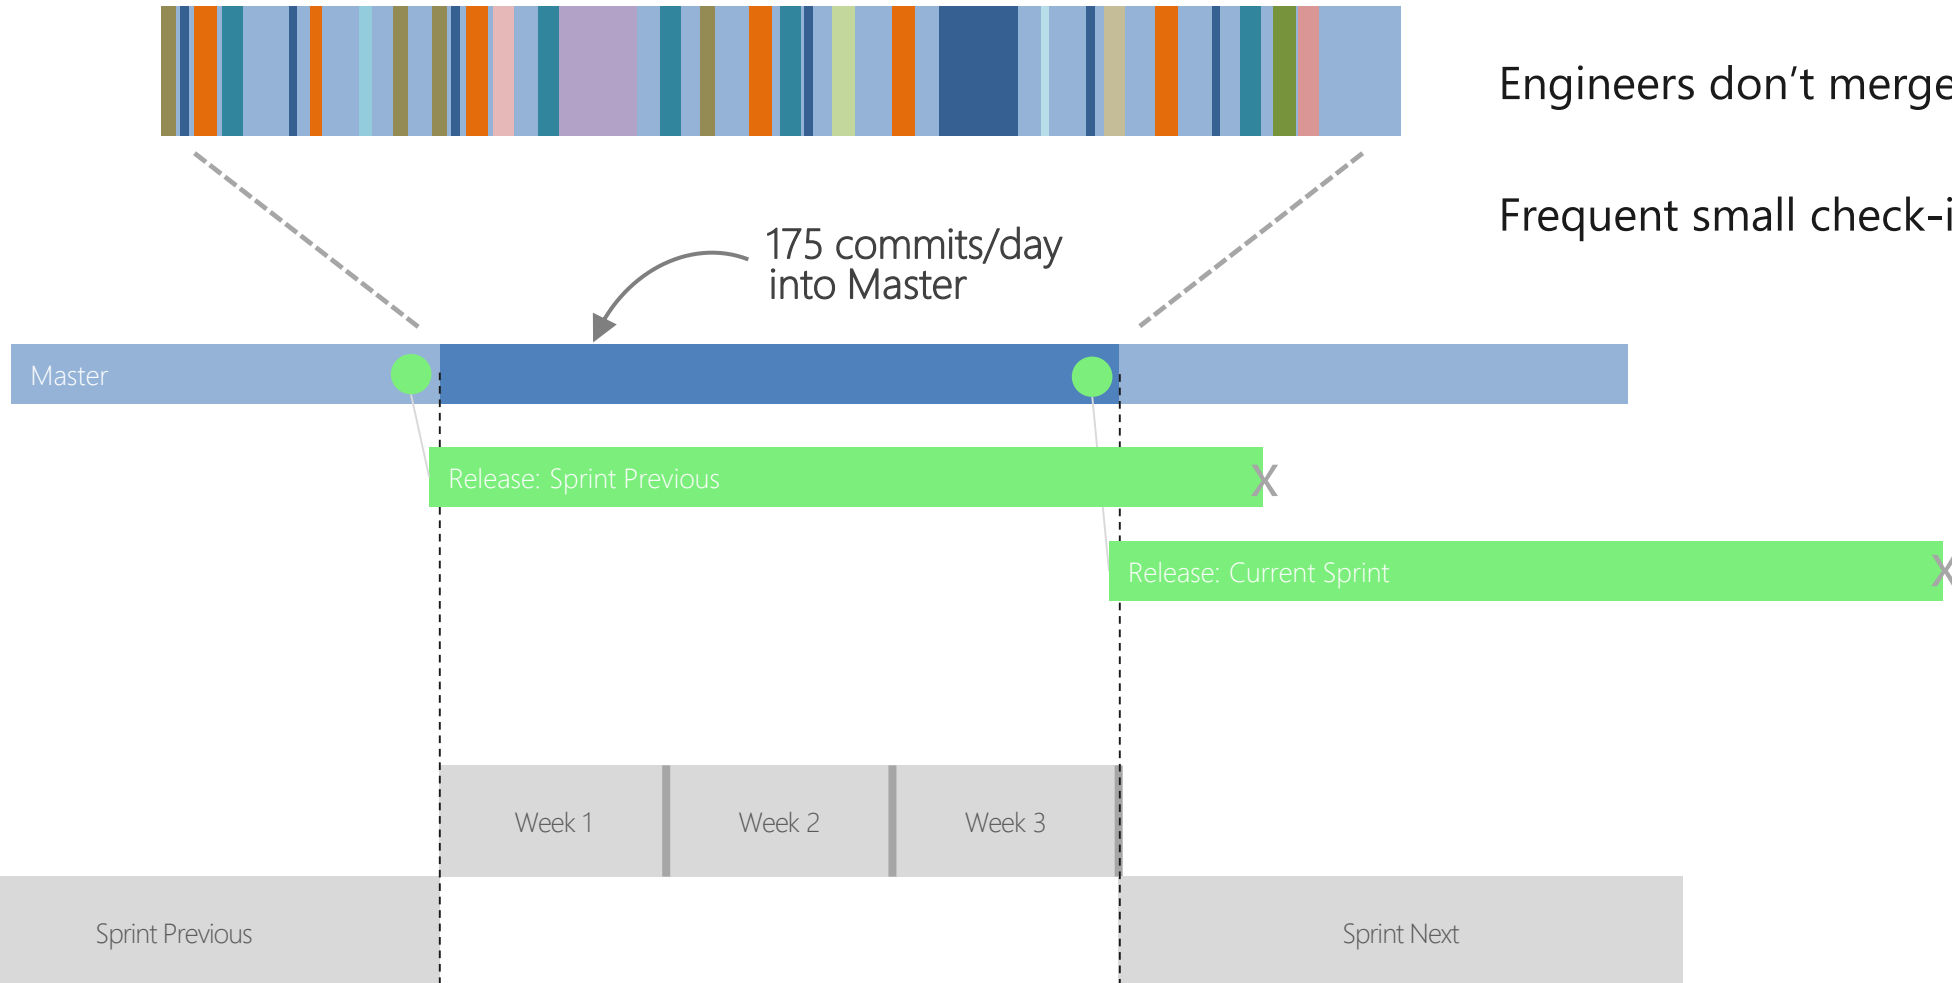 Engineers don't merge
Frequent small check-i
175 commits/day
into Master
Master
Release: Sprint Previous
X
Release: Current Sprint
X
Week 1
Week 2
Week 3
Sprint Previous
Sprint Next